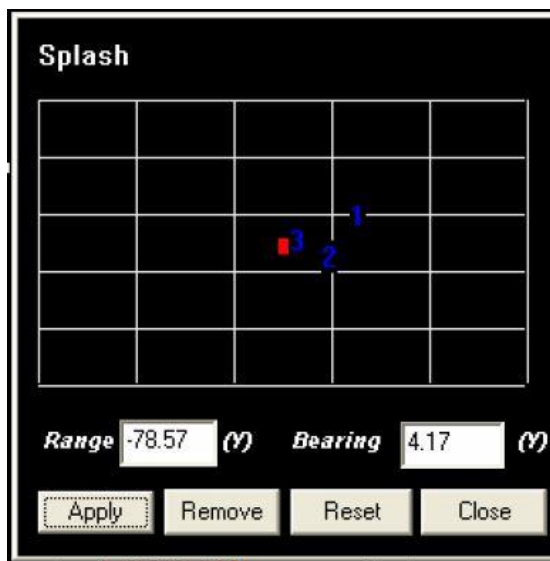 Splash
1
3
2
Range -78.57 (Y) Bearing 4.17 (Y)
Apply Remove Reset Close